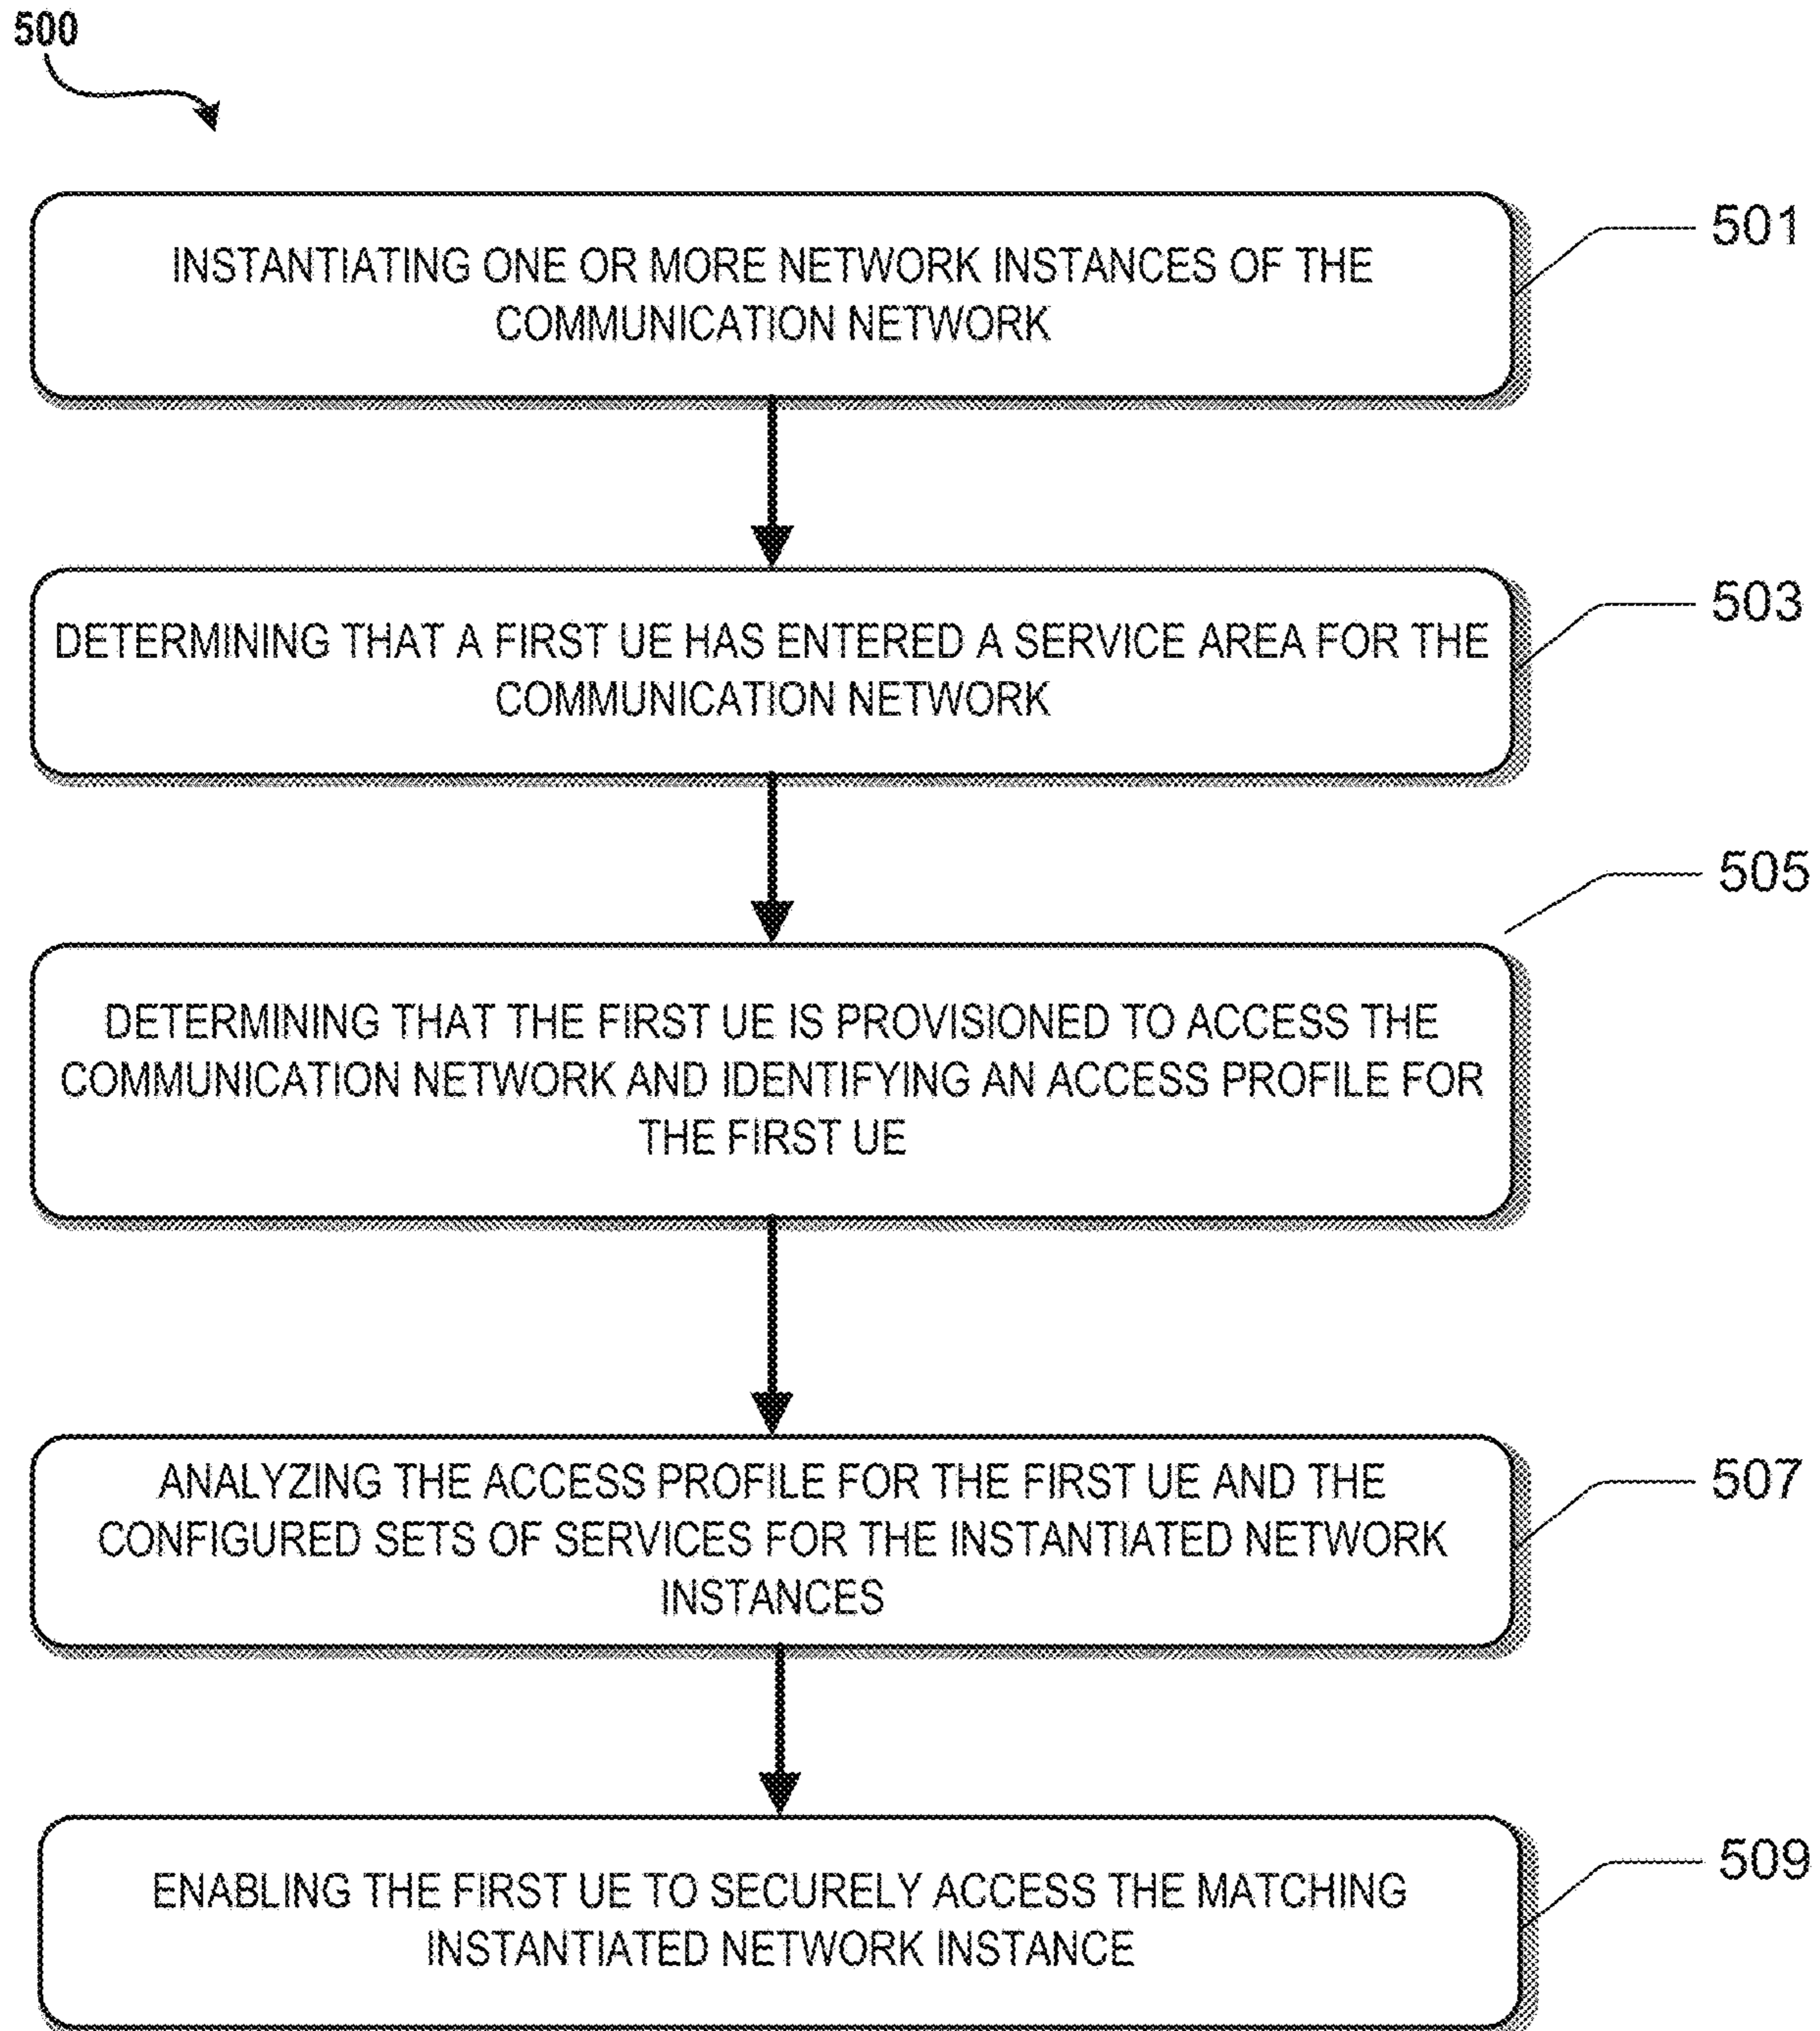 500
INSTANTIATING ONE OR MORE NETWORK INSTANCES OF THE
COMMUNICATION NETWORK
501
DETERMINING THAT A FIRST UE HAS ENTERED A SERVICE AREA FOR THE
COMMUNICATION NETWORK
503
505
DETERMINING THAT THE FIRST UE IS PROVISIONED TO ACCESS THE
COMMUNICATION NETWORK AND IDENTIFYING AN ACCESS PROFILE FOR
THE FIRST UE
ANALYZING THE ACCESS PROFILE FOR THE FIRST UE AND THE
CONFIGURED SETS OF SERVICES FOR THE INSTANTIATED NETWORK
INSTANCES
507
ENABLING THE FIRST UE TO SECURELY ACCESS THE MATCHING
INSTANTIATED NETWORK INSTANCE
509